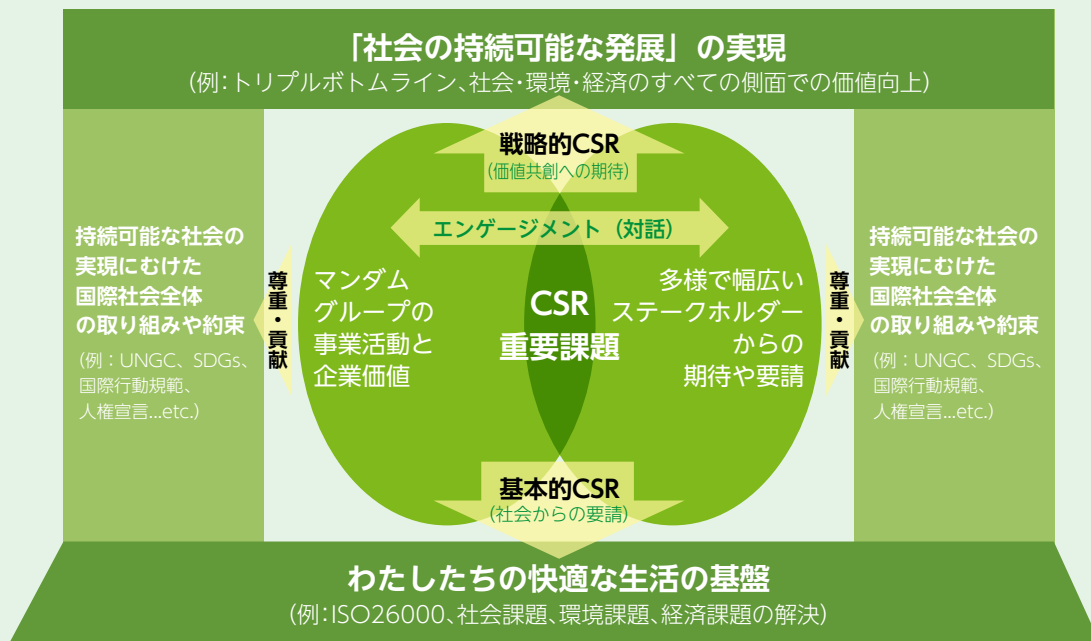 「社会の持続可能な発展」の実現
(例：トリプルボトムライン、社会・環境・経済のすべての側面での価値向上)
戦略的CSR
(価値共創への期待)
エンゲージメント（対話）
持続可能な社会の
実現にむけた
国際社会全体
の取り組みや約束
(例：UNGC、SDGs、
国際行動規範、
人権宣言...etc.)
尊重・貢献
マンダム
グループの
事業活動と
企業価値
CSR
重要課題
多様で幅広い
ステークホルダー
からの
期待や要請
尊重・貢献
持続可能な社会の
実現にむけた
国際社会全体
の取り組みや約束
(例：UNGC、SDGs、
国際行動規範、
人権宣言...etc.)
基本的CSR
(社会からの要請)
わたしたちの快適な生活の基盤
(例：ISO26000、社会課題、環境課題、経済課題の解決)